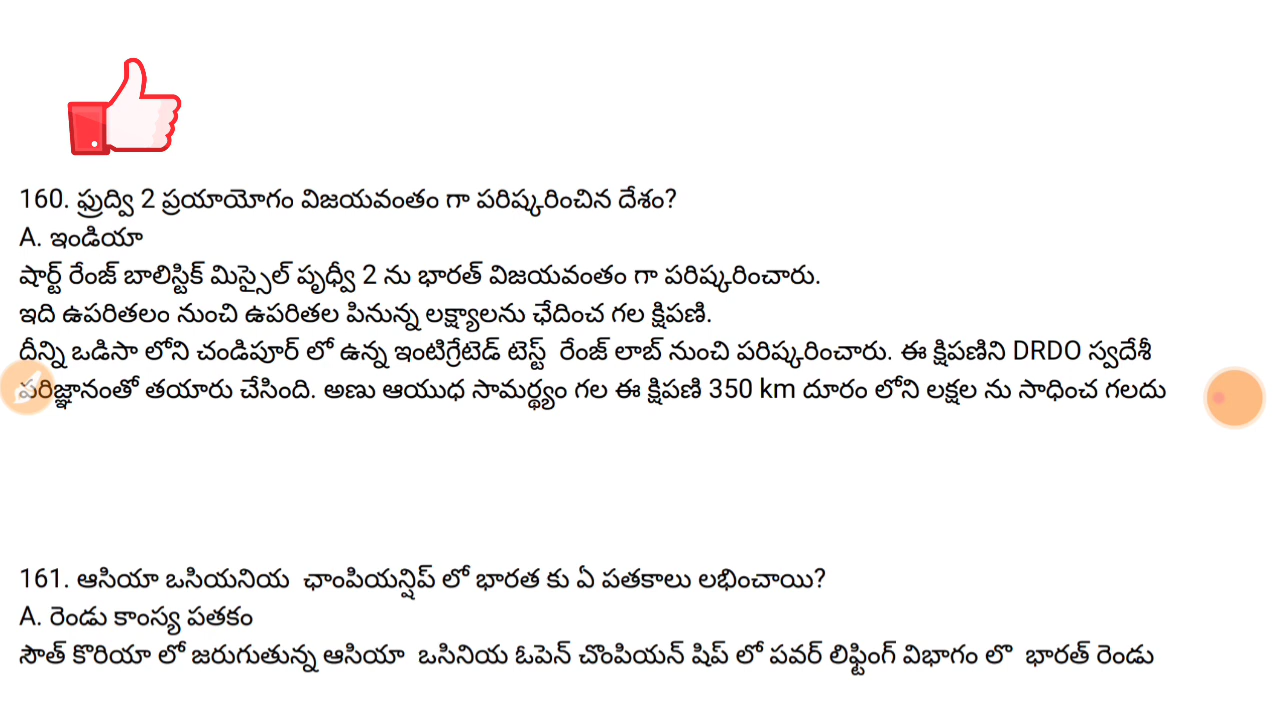 160. ఫ్రుద్వి 2 ప్రయాయోగం విజయవంతం గా పరిష్కరించిన దేశం?
A. ఇండియా
షార్ట్ రేంజ్ బాలిస్టిక్ మిస్సైల్ పృధ్వీ 2 ను భారత్ విజయవంతం గా పరిష్కరించారు.
ఇది ఉపరితలం నుంచి ఉపరితల పినున్న లక్ష్యాలను ఛేదించ గల క్షిపణి.
దీన్ని ఒడిసా లోని చండిపూర్ లో ఉన్న ఇంటిగ్రేటెడ్ టెస్ట్ రేంజ్ లాబ్ నుంచి పరిష్కరించారు. ఈ క్షిపణిని DRDO స్వదేశీ
పరిజ్ఞానంతో తయారు చేసింది. అణు ఆయుధ సామర్థ్యం గల ఈ క్షిపణి 350 km దూరం లోని లక్షల ను సాధించ గలదు
161. ఆసియా ఒసియనియ ఛాంపియన్షిప్ లో భారత కు ఏ పతకాలు లభించాయి?
A. రెండు కాంస్య పతకం
సౌత్ కొరియా లో జరుగుతున్న ఆసియా ఒసినియ ఓపెన్ చొంపియన్ షిప్ లో పవర్ లిఫ్టింగ్ విభాగం లొ భారత్ రెండు